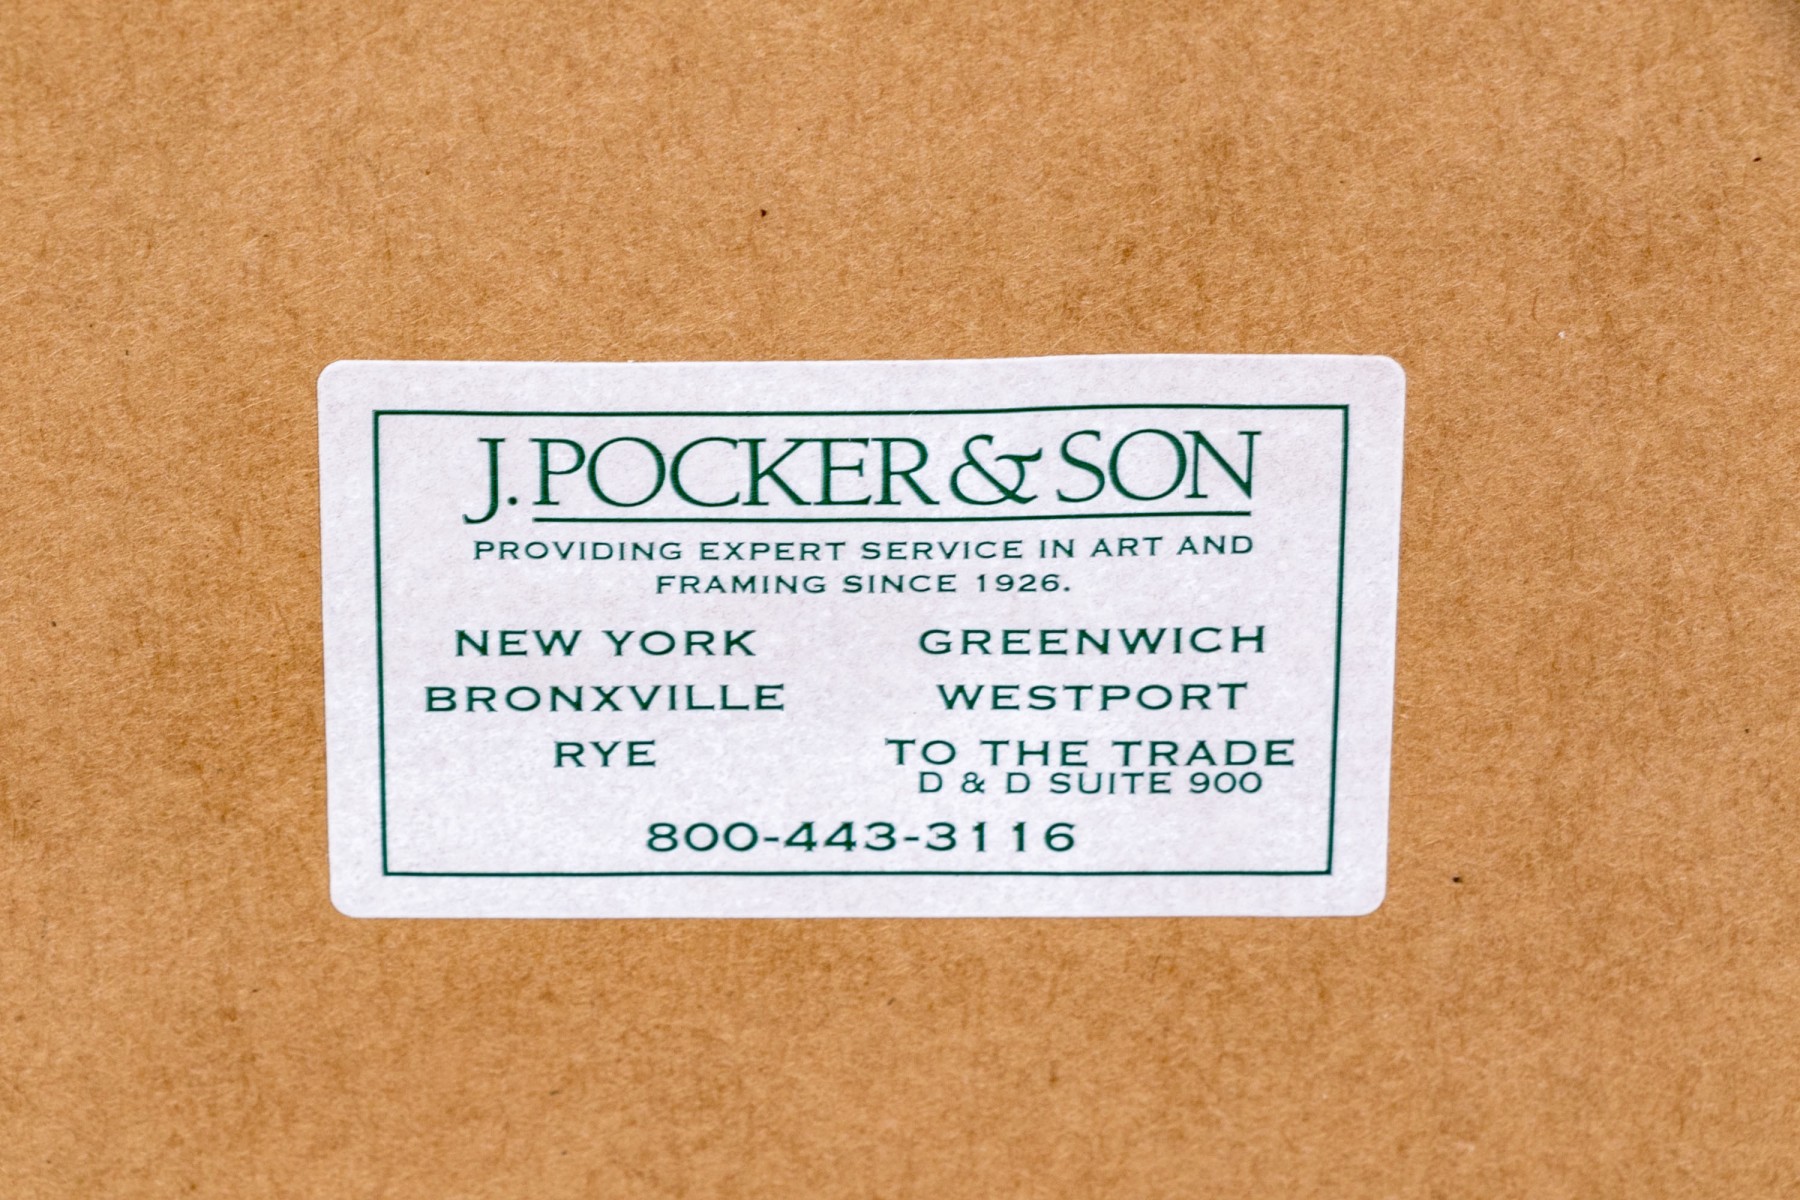 J. POCKER & SON
PROVIDING EXPERT SERVICE IN ART AND
FRAMING SINCE 1926.
NEW YORK
GREENWICH
BRONXVILLE
WESTPORT
RYE
TO THE TRADE
D & D SUITE 900
800-443-3116